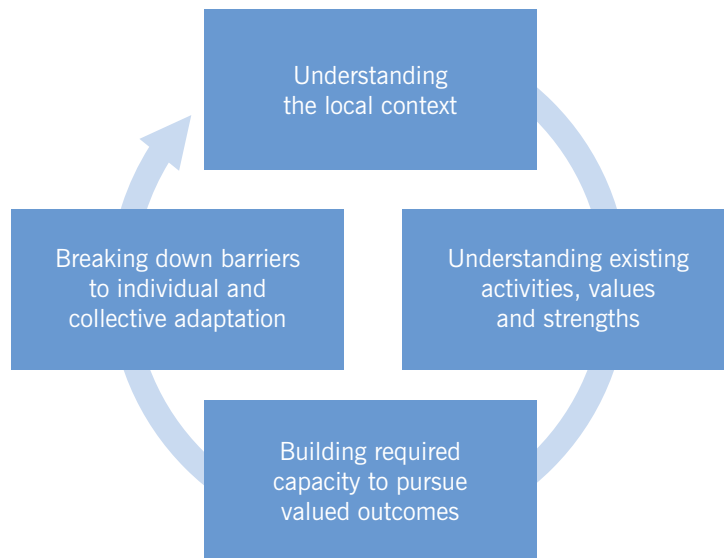 Understanding
the local context
Understanding existing
activities, values
and strengths
Building required
capacity to pursue
valued outcomes
Breaking down barriers
to individual and
collective adaptation